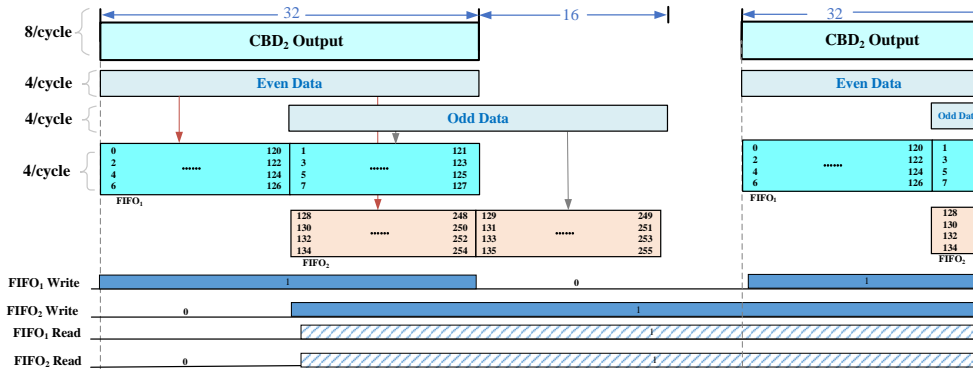 32 16 32
8/cycle CBD2 Output CBD2 Output
4/cycle Even Data Even Data
4/cycle Odd Data Odd Dat
4/cycle
0 120 1 121 0 120 1
2 ...... 122 3 ...... 123 2 ...... 122 3
4 124 5 125 4 124 5
6 126 7 127 6 126 7
FIFO1 FIFO1
128 248 129 249 128
130 ...... 250 131 ...... 251 130
132 252 133 253 132
134 254 135 255 134
FIFO2 FIFO2
FIFO1 Write 1 0 1
FIFO2 Write 0 1
FIFO1 Read 1
FIFO2 Read 0 1